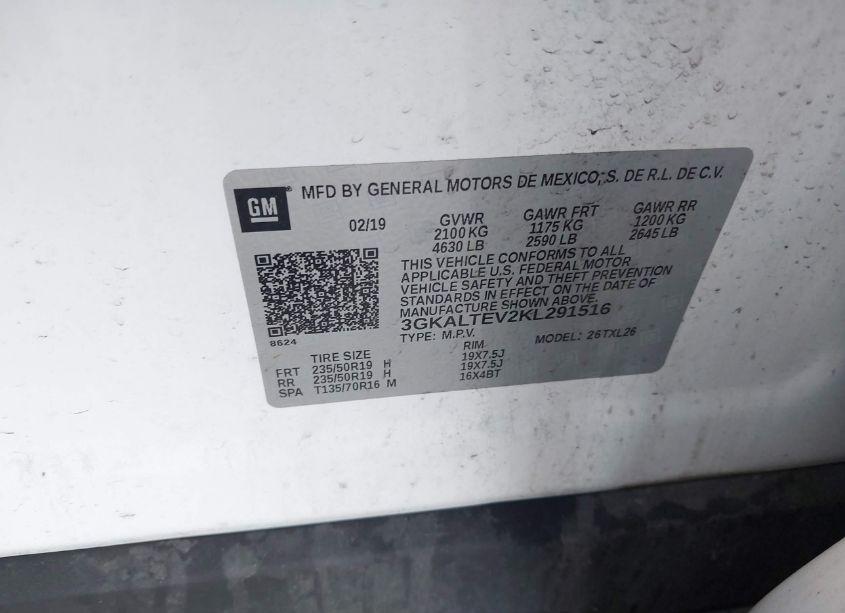 GM ® MFD BY GENERAL MOTORS DE MEXICO, S. DE R.L. DE C.V.
02/19
GVWR GAWR FRT GAWR RR
2100 KG 1175 KG 1200 KG
4630 LB 2590 LB 2645 LB
THIS VEHICLE CONFORMS TO ALL
APPLICABLE U.S. FEDERAL MOTOR
VEHICLE SAFETY AND THEFT PREVENTION
STANDARDS IN EFFECT ON THE DATE OF
MANUFACTURE SHOWN ABOVE.
3GKALTEV2KL291516
TYPE: M.P.V. MODEL: 26TXL26
8624
TIRE SIZE RIM
FRT 235/50R19 H 19X7.5J
RR 235/50R19 H 19X7.5J
SPA T135/70R16 M 16X4BT